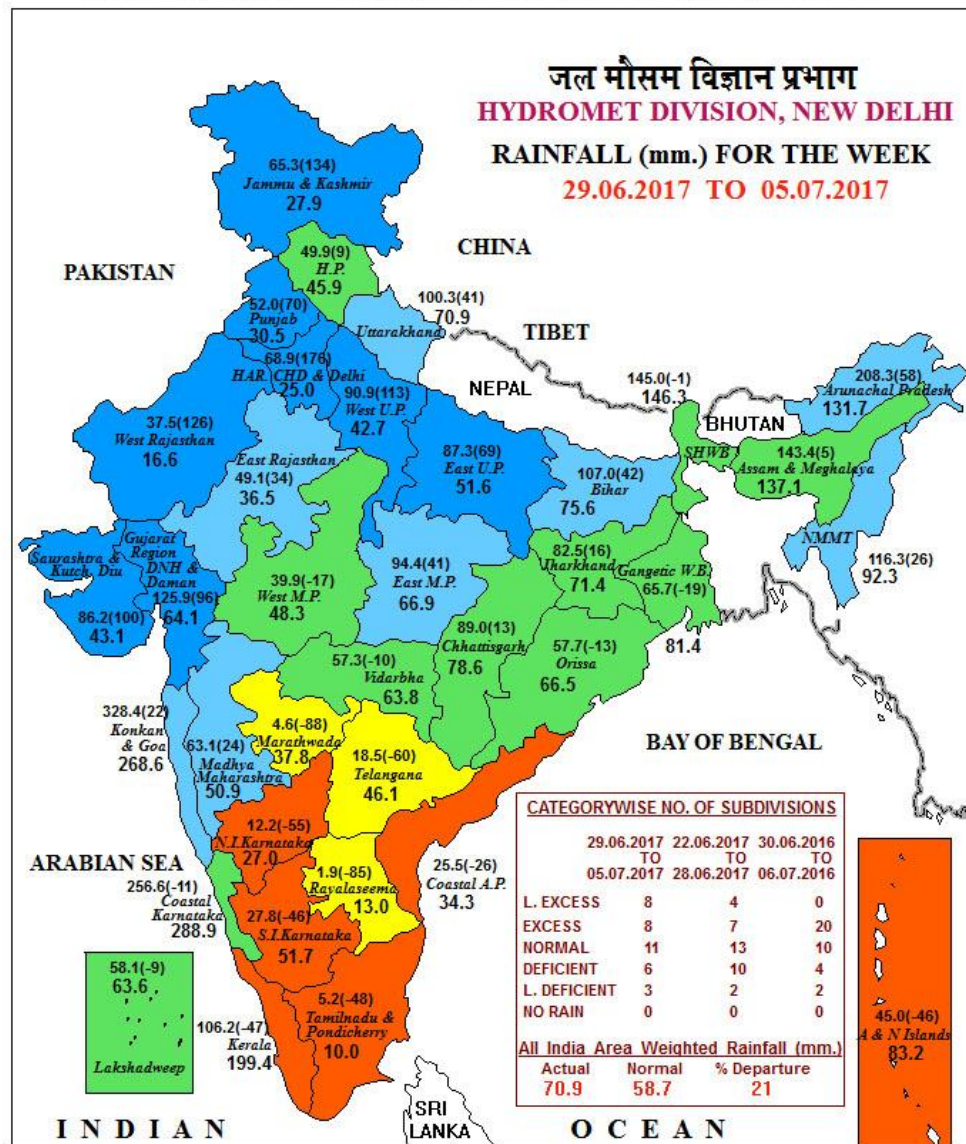 जल मौसम विज्ञान प्रभाग
HYDROMET DIVISION, NEW DELHI
RAINFALL (mm.) FOR THE WEEK
29.06.2017 TO 05.07.2017
65.3(134)
Jammu & Kashmir
27.9
CHINA
PAKISTAN
49.9(9)
H.P.
45.9
52.0(70)
Punjab
30.5
100.3(41)
70.9
Uttarakhand
TIBET
68.9(176)
HAR. CHD & Delhi
25.0
NEPAL
90.9(113)
West U.P.
42.7
145.0(-1)
146.3
208.3(58)
Arunachal Pradesh
131.7
BHUTAN
37.5(126)
West Rajasthan
16.6
87.3(69)
East U.P.
51.6
SHWB
143.4(5)
Assam & Meghalaya
137.1
East Rajasthan
49.1(34)
36.5
107.0(42)
Bihar
75.6
NMMT
116.3(26)
92.3
Saurashtra &
Kutch, Diu
86.2(100)
43.1
Gujarat
Region
DNH &
Daman
125.9(96)
64.1
39.9(-17)
West M.P.
48.3
94.4(41)
East M.P.
66.9
82.5(16)
Jharkhand
71.4
Gangetic W.B.
65.7(-19)
81.4
89.0(13)
Chhattisgarh
78.6
57.7(-13)
Orissa
66.5
57.3(-10)
Vidarbha
63.8
328.4(22)
Konkan
& Goa
268.6
63.1(24)
Madhya
Maharashtra
50.9
4.6(-88)
Marathwada
37.8
18.5(-60)
Telangana
46.1
BAY OF BENGAL
12.2(-55)
N.I.Karnataka
27.0
ARABIAN SEA
256.6(-11)
Coastal
Karnataka
288.9
1.9(-85)
Rayalaseema
13.0
25.5(-26)
Coastal A.P.
34.3
27.8(-46)
S.I.Karnataka
51.7
58.1(-9)
63.6
Lakshadweep
106.2(-47)
Kerala
199.4
5.2(-48)
Tamilnadu &
Pondicherry
10.0
CATEGORYWISE NO. OF SUBDIVISIONS
29.06.2017 22.06.2017 30.06.2016
TO TO TO
05.07.2017 28.06.2017 06.07.2016
L. EXCESS 8 4 0
EXCESS 8 7 20
NORMAL 11 13 10
DEFICIENT 6 10 4
L. DEFICIENT 3 2 2
NO RAIN 0 0 0
All India Area Weighted Rainfall (mm.)
Actual Normal % Departure
70.9 58.7 21
45.0(-46)
A & N Islands
83.2
SRI
LANKA
INDIAN OCEAN